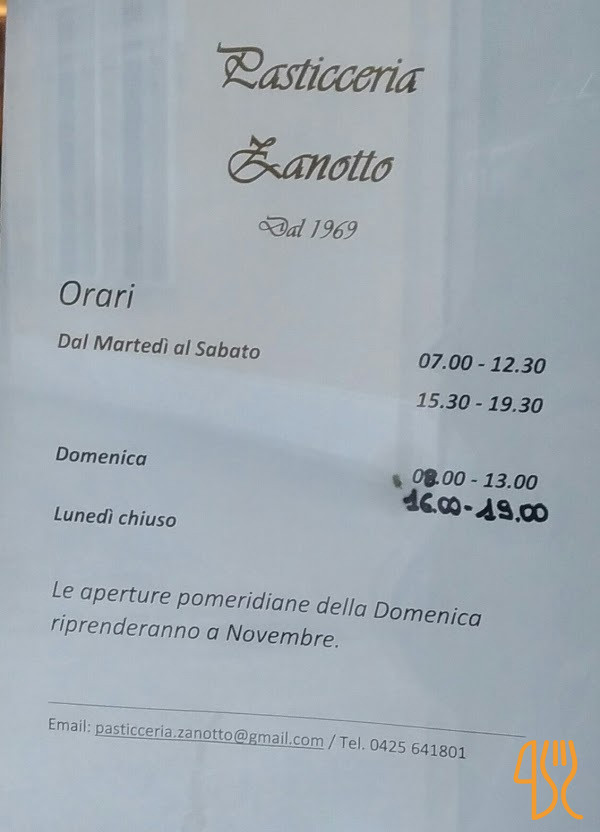 Pasticceria
Zanotto
Dal 1969
Orari
Dal Martedì al Sabato 07.00 - 12.30
15.30 - 19.30
Domenica 08.00 - 13.00
16.00 - 19.00
Lunedì chiuso
Le aperture pomeridiane della Domenica
riprenderanno a Novembre.
Email: pasticceria.zanotto@gmail.com / Tel. 0425 641801